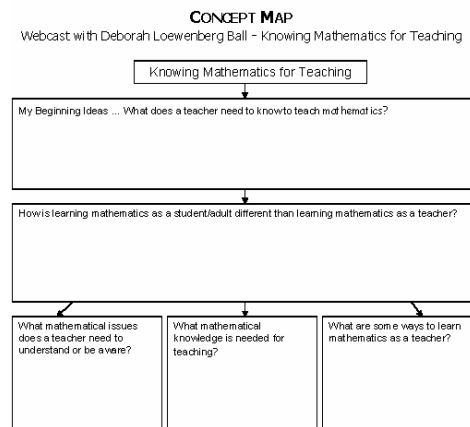 CONCEPT MAP
Webcast with Deborah Loewenberg Ball – Knowing Mathematics for Teaching
Knowing Mathematics for Teaching
My Beginning Ideas ... What does a teacher need to know to teach mathematics?
How is learning mathematics as a student/adult different than learning mathematics as a teacher?
What mathematical issues
does a teacher need to
understand or be aware?
What mathematical
knowledge is needed for
teaching?
What are some ways to learn
mathematics as a teacher?